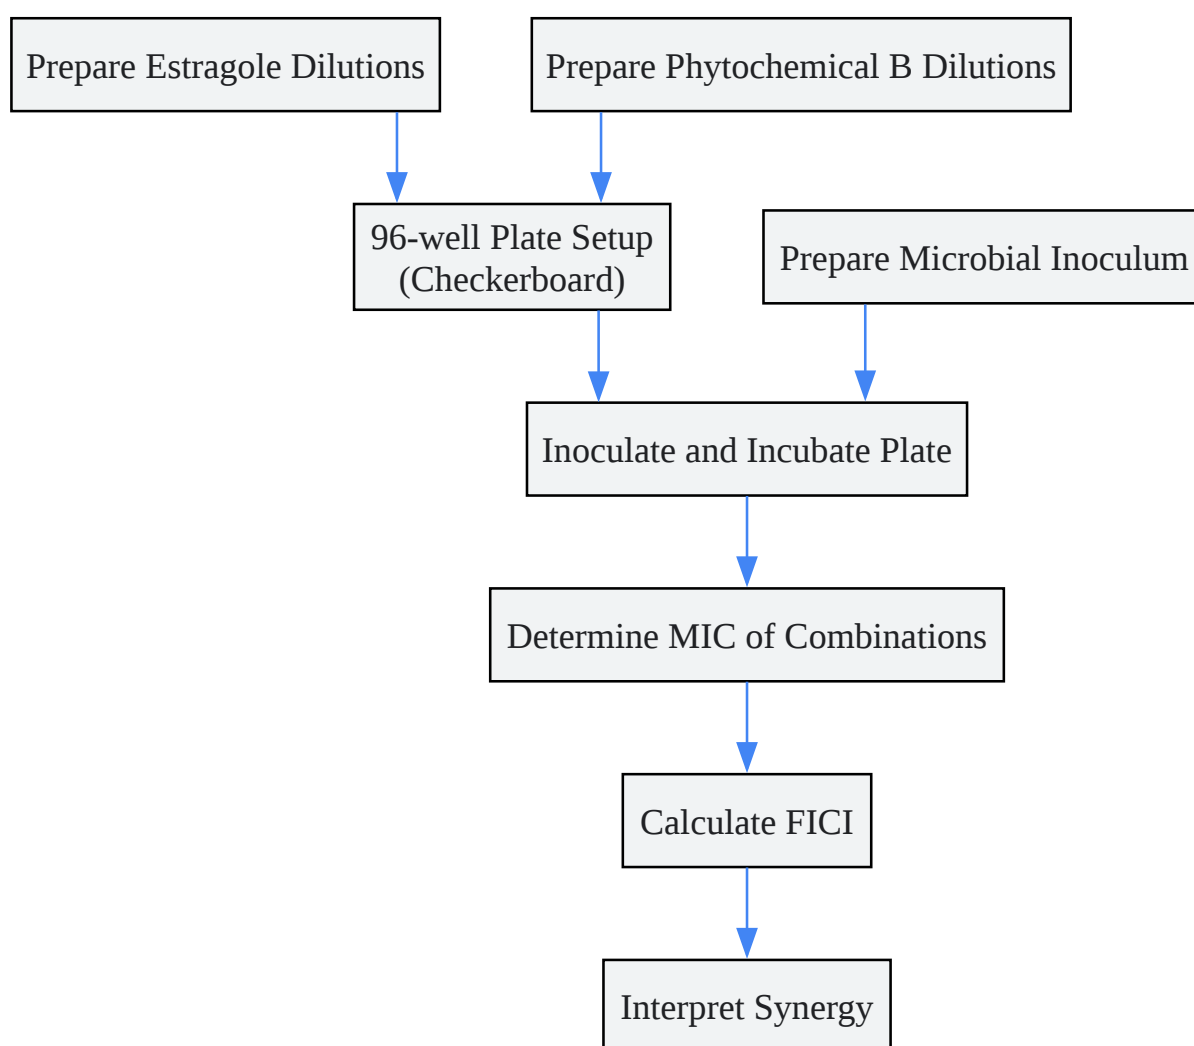 Prepare Estragole Dilutions
Prepare Phytochemical B Dilutions
96-well Plate Setup
(Checkerboard)
Prepare Microbial Inoculum
Inoculate and Incubate Plate
Determine MIC of Combinations
Calculate FICI
Interpret Synergy